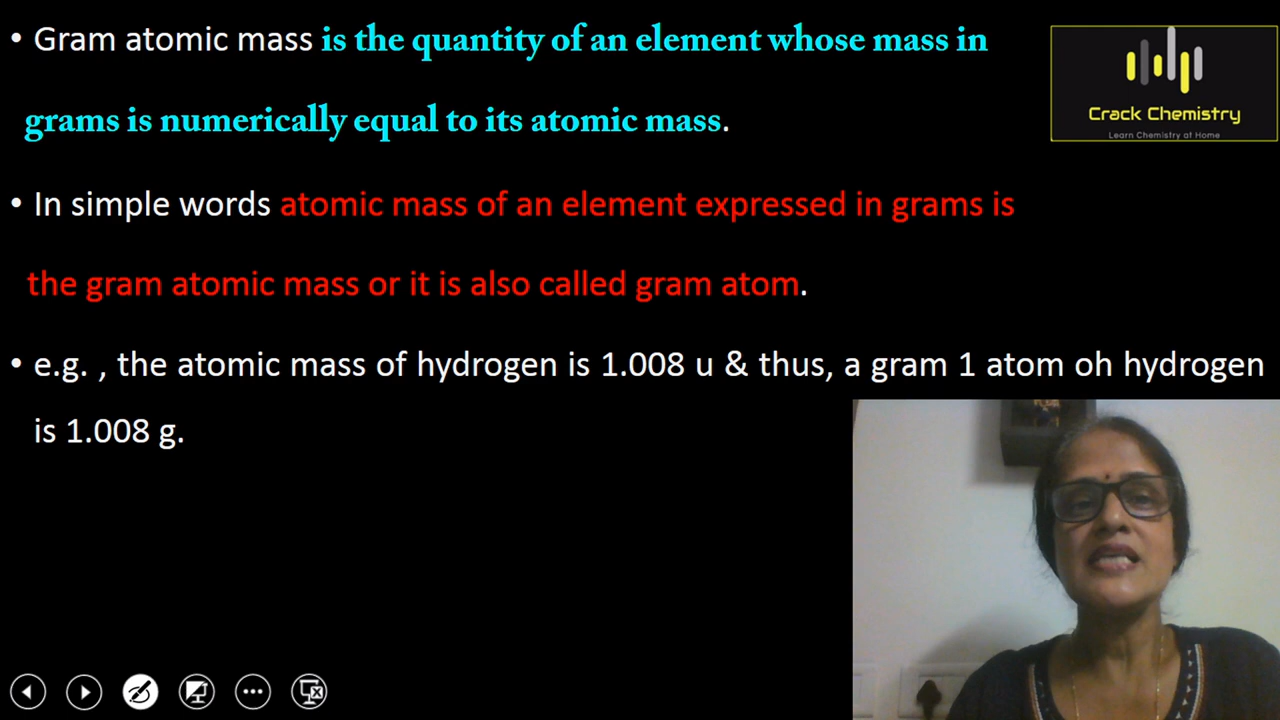 • Gram atomic mass is the quantity of an element whose mass in
grams is numerically equal to its atomic mass.
• In simple words atomic mass of an element expressed in grams is
the gram atomic mass or it is also called gram atom.
• e.g. , the atomic mass of hydrogen is 1.008 u & thus, a gram 1 atom oh hydrogen
is 1.008 g.
Crack Chemistry
Learn Chemistry at Home